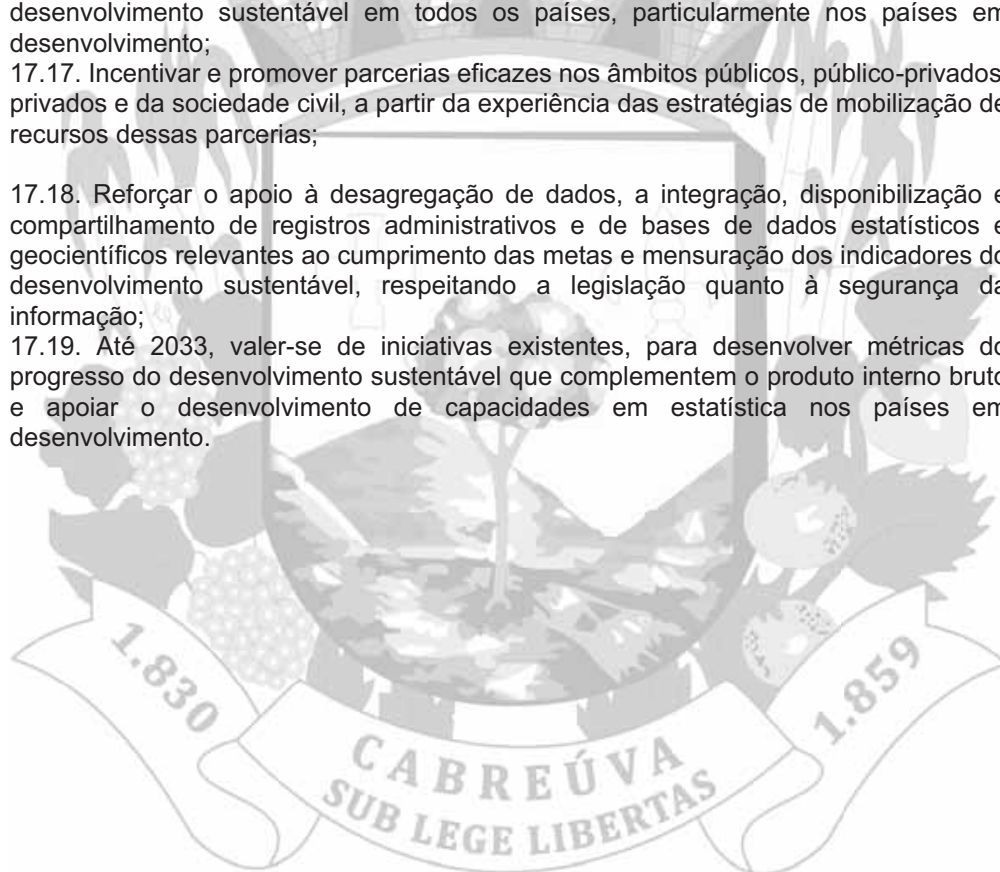 desenvolvimento sustentável em todos os países, particularmente nos países em
desenvolvimento;
17.17. Incentivar e promover parcerias eficazes nos âmbitos públicos, público-privados
privados e da sociedade civil, a partir da experiência das estratégias de mobilização de
recursos dessas parcerias;
17.18. Reforçar o apoio à desagregação de dados, a integração, disponibilização e
compartilhamento de registros administrativos e de bases de dados estatísticos e
geocientíficos relevantes ao cumprimento das metas e mensuração dos indicadores do
desenvolvimento sustentável, respeitando a legislação quanto à segurança da
informação;
17.19. Até 2033, valer-se de iniciativas existentes, para desenvolver métricas do
progresso do desenvolvimento sustentável que complementem o produto interno bruto
e apoiar o desenvolvimento de capacidades em estatística nos países em
desenvolvimento.
1.830
CABREÚVA
SUB LEGE LIBERTAS
1.859